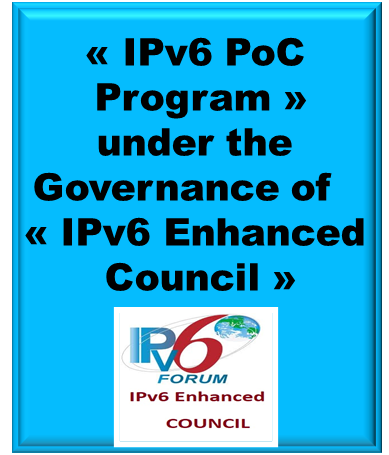 « IPv6 PoC
Program »
under the
Governance of
« IPv6 Enhanced
Council »
IPv6
FORUM
IPv6 Enhanced
COUNCIL